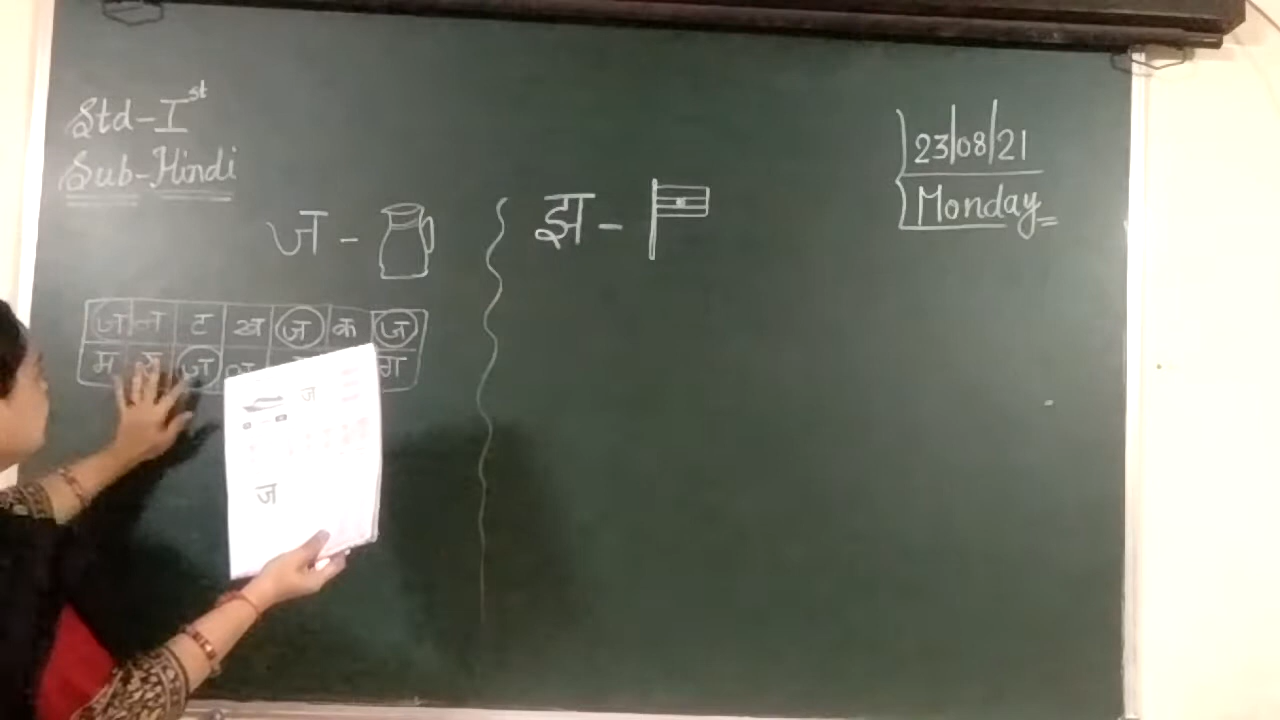 Std-Ist
Sub-Hindi
23/08/21
Monday
ज -
झ -
ज न ट ख ज क ज
म ज ग
ज
ज